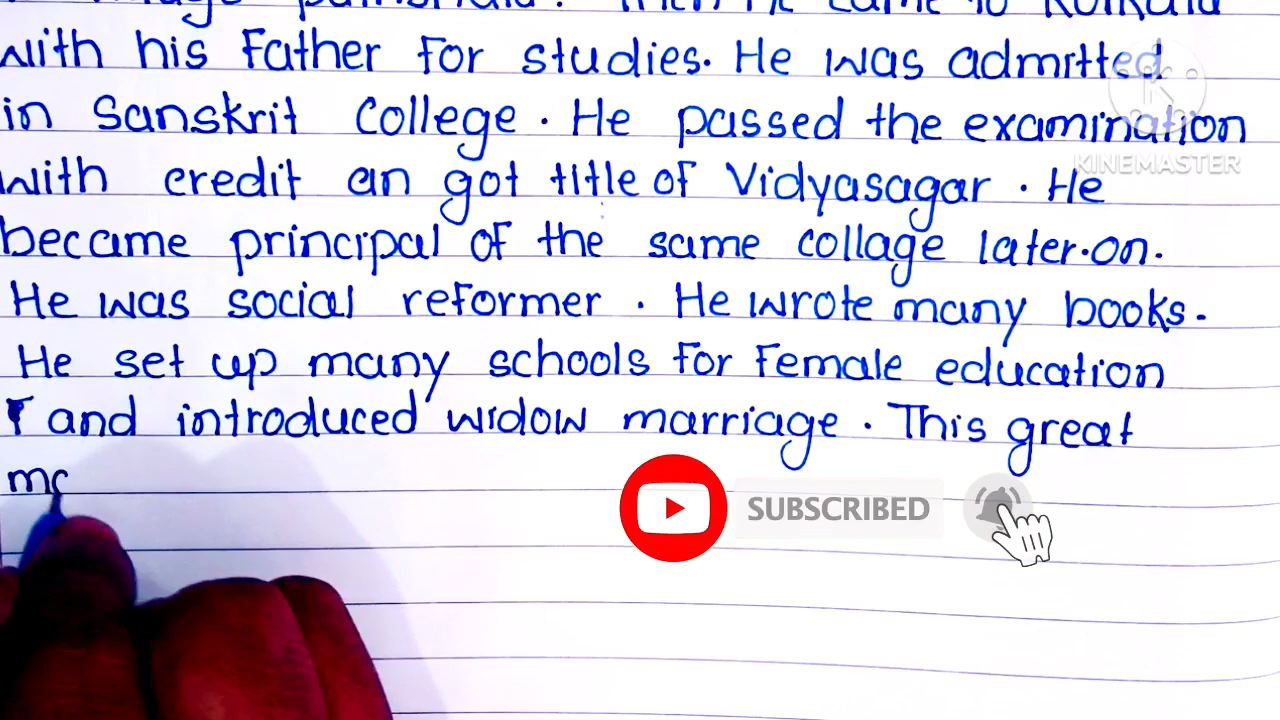 with his Father for studies. He was admitted
in Sanskrit college. He passed the examination
with credit an got title of Vidyasagar. He
became principal of the same collage later.on.
He was social reformer. He wrote many books.
He set up many schools for female education
and introduced widow marriage. This great
KINEMASTER
SUBSCRIBED